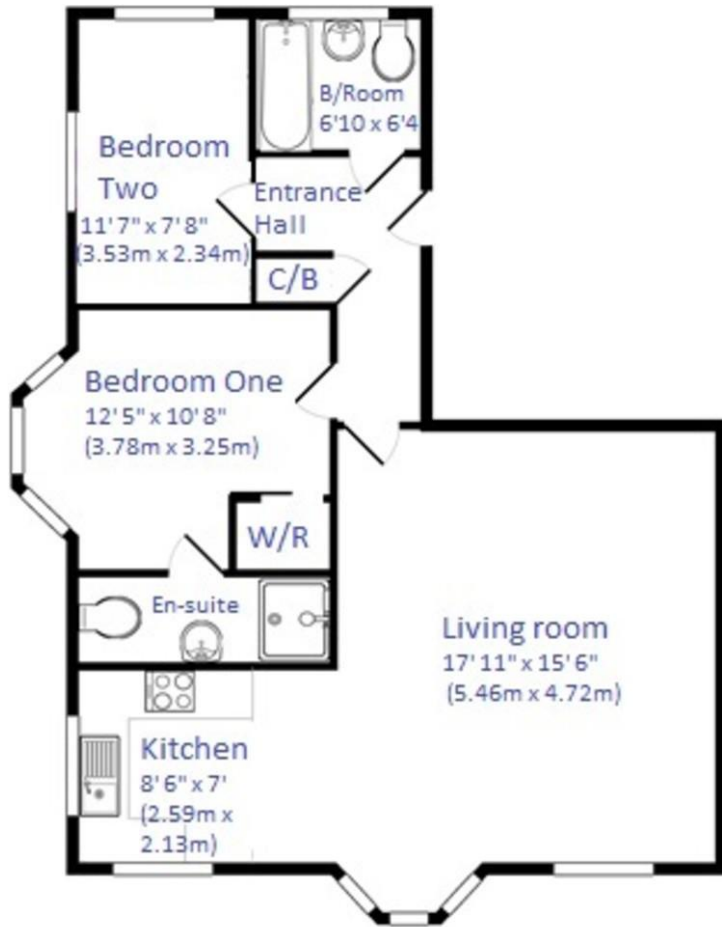 B/Room
6'10 x 6'4
Bedroom
Two
11'7" x 7'8"
(3.53m x 2.34m)
Entrance
Hall
C/B
Bedroom One
12'5" x 10'8"
(3.78m x 3.25m)
W/R
En-suite
Living room
17'11" x 15'6"
(5.46m x 4.72m)
Kitchen
8'6" x 7'
(2.59m x
2.13m)